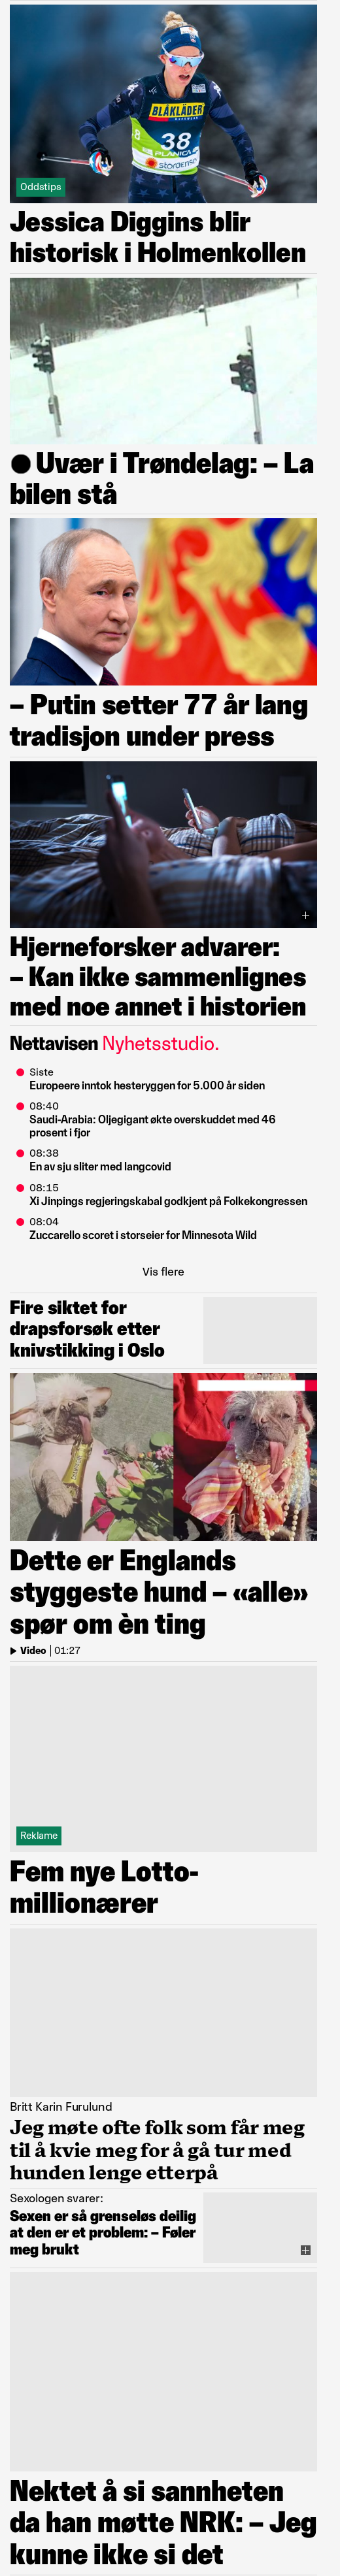 BLÅKLÄDER
38
PLANICA
Oddstips
Jessica Diggins blir
historisk i Holmenkollen
Uvær i Trøndelag: – La
bilen stå
– Putin setter 77 år lang
tradisjon under press
Hjerneforsker advarer:
– Kan ikke sammenlignes
med noe annet i historien
Nettavisen Nyhetsstudio.
Siste
Europeere inntok hesteryggen for 5.000 år siden
08:40
Saudi-Arabia: Oljegigant økte overskuddet med 46
prosent i fjor
08:38
En av sju sliter med langcovid
08:15
Xi Jinpings regjeringskabal godkjent på Folkekongressen
08:04
Zuccarello scoret i storseier for Minnesota Wild
Vis flere
Fire siktet for
drapsforsøk etter
knivstikking i Oslo
Dette er Englands
styggeste hund – «alle»
spør om èn ting
Video | 01:27
Reklame
Fem nye Lotto-
millionærer
Britt Karin Furulund
Jeg møte ofte folk som får meg
til å kvie meg for å gå tur med
hunden lenge etterpå
Sexologen svarer:
Sexen er så grenseløs deilig
at den er et problem: – Føler
meg brukt
Nektet å si sannheten
da han møtte NRK: – Jeg
kunne ikke si det